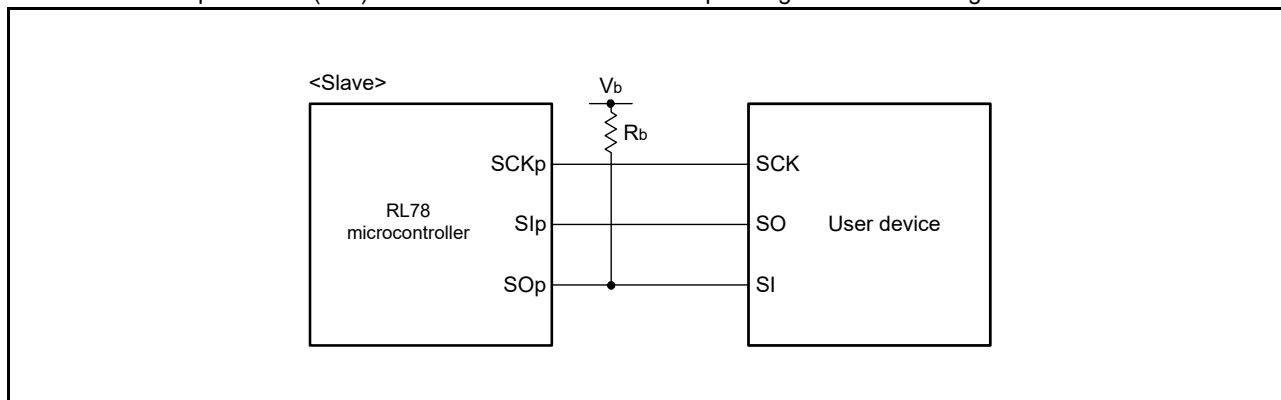 <Slave>
Vb
Rb
SCKp
SCK
RL78
microcontroller
SIp
SO
User device
SOp
SI